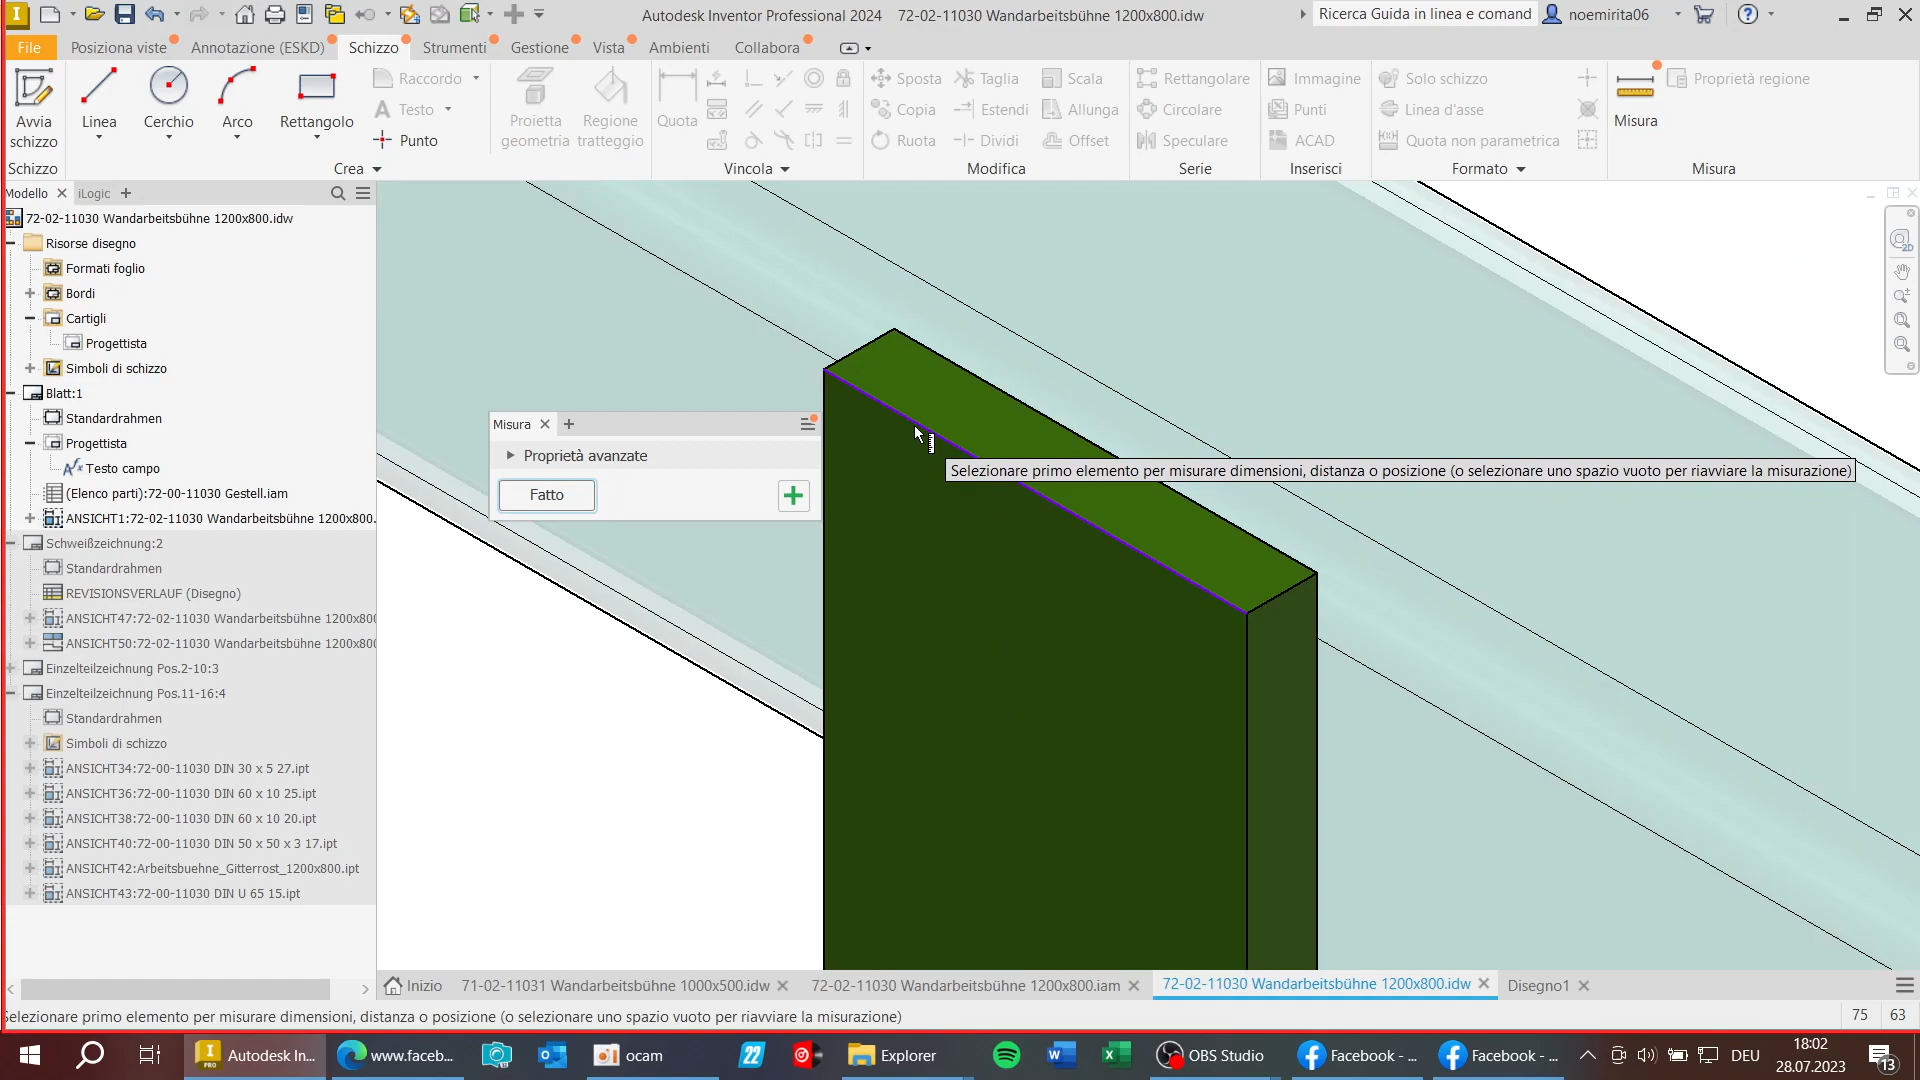 Autodesk Inventor Professional 2024 72-02-11030 Wandarbeitsbühne 1200x800.idw
Ricerca Guida in linea e comand
noemirita06
File
Posiziona viste
Annotazione (ESKD)
Schizzo
Strumenti
Gestione
Vista
Ambienti
Collabora
Avvia schizzo
Linea
Cerchio
Arco
Rettangolo
Raccordo
Testo
Punto
Proietta geometria
Regione tratteggio
Quota
Sposta
Taglia
Scala
Copia
Estendi
Allunga
Ruota
Dividi
Offset
Rettangolare
Circolare
Speculare
Immagine
Punti
ACAD
Solo schizzo
Linea d'asse
Quota non parametrica
Misura
Proprietà regione
Schizzo
Crea
Vincola
Modifica
Serie
Inserisci
Formato
Misura
Modello
iLogic
72-02-11030 Wandarbeitsbühne 1200x800.idw
Risorse disegno
Formati foglio
Bordi
Cartigli
Progettista
Simboli di schizzo
Blatt:1
Standardrahmen
Progettista
Testo campo
(Elenco parti):72-00-11030 Gestell.iam
ANSICHT1:72-02-11030 Wandarbeitsbühne 1200x800.
Schweißzeichnung:2
Standardrahmen
REVISIONSVERLAUF (Disegno)
ANSICHT47:72-02-11030 Wandarbeitsbühne 1200x800
ANSICHT50:72-02-11030 Wandarbeitsbühne 1200x800
Einzelteilzeichnung Pos.2-10:3
Einzelteilzeichnung Pos.11-16:4
Standardrahmen
Simboli di schizzo
ANSICHT34:72-00-11030 DIN 30 x 5 27.ipt
ANSICHT36:72-00-11030 DIN 60 x 10 25.ipt
ANSICHT38:72-00-11030 DIN 60 x 10 20.ipt
ANSICHT40:72-00-11030 DIN 50 x 50 x 3 17.ipt
ANSICHT42:Arbeitsbuehne_Gitterrost_1200x800.ipt
ANSICHT43:72-00-11030 DIN U 65 15.ipt
Misura
Proprietà avanzate
Fatto
Selezionare primo elemento per misurare dimensioni, distanza o posizione (o selezionare uno spazio vuoto per riavviare la misurazione)
2D
Inizio
71-02-11031 Wandarbeitsbühne 1000x500.idw
72-02-11030 Wandarbeitsbühne 1200x800.iam
72-02-11030 Wandarbeitsbühne 1200x800.idw
Disegno1
Selezionare primo elemento per misurare dimensioni, distanza o posizione (o selezionare uno spazio vuoto per riavviare la misurazione)
75 63
Autodesk In...
www.faceb...
ocam
22
Explorer
OBS Studio
Facebook - ...
Facebook - ...
DEU
18:02
28.07.2023
13